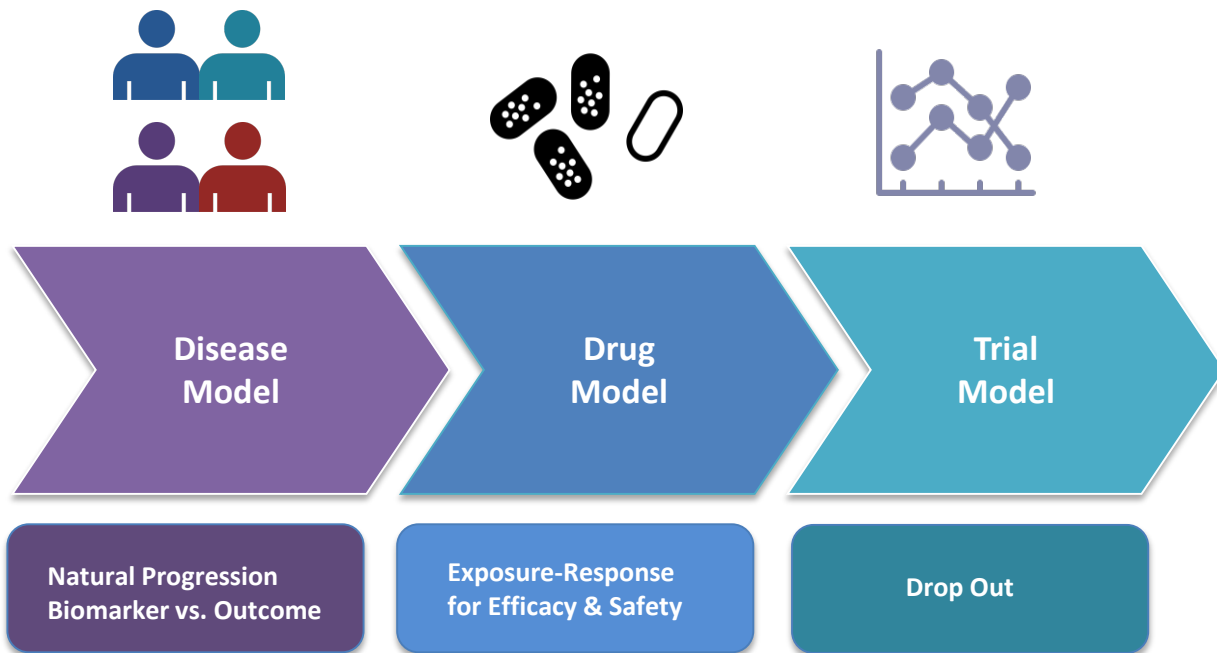 Disease
Model
Drug
Model
Trial
Model
Natural Progression
Biomarker vs. Outcome
Exposure-Response
for Efficacy & Safety
Drop Out